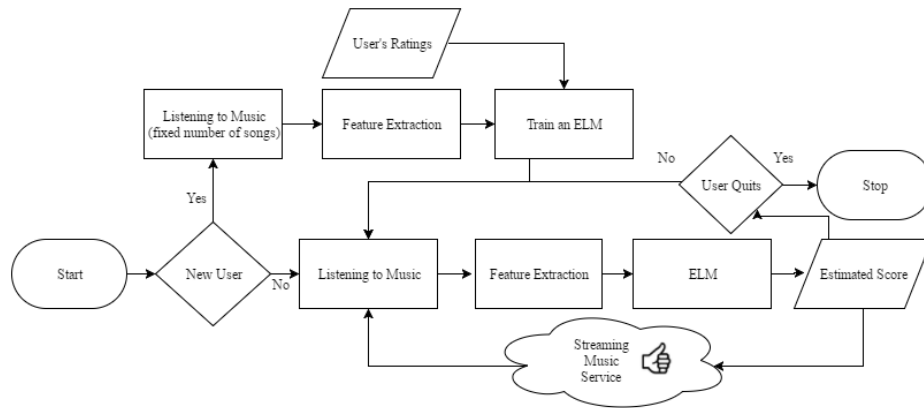 User's Ratings
Listening to Music
(fixed number of songs)
Feature Extraction
Train an ELM
No
Yes
User Quits
Stop
Yes
Start
New User
No
Listening to Music
Feature Extraction
ELM
Estimated Score
Streaming
Music
Service